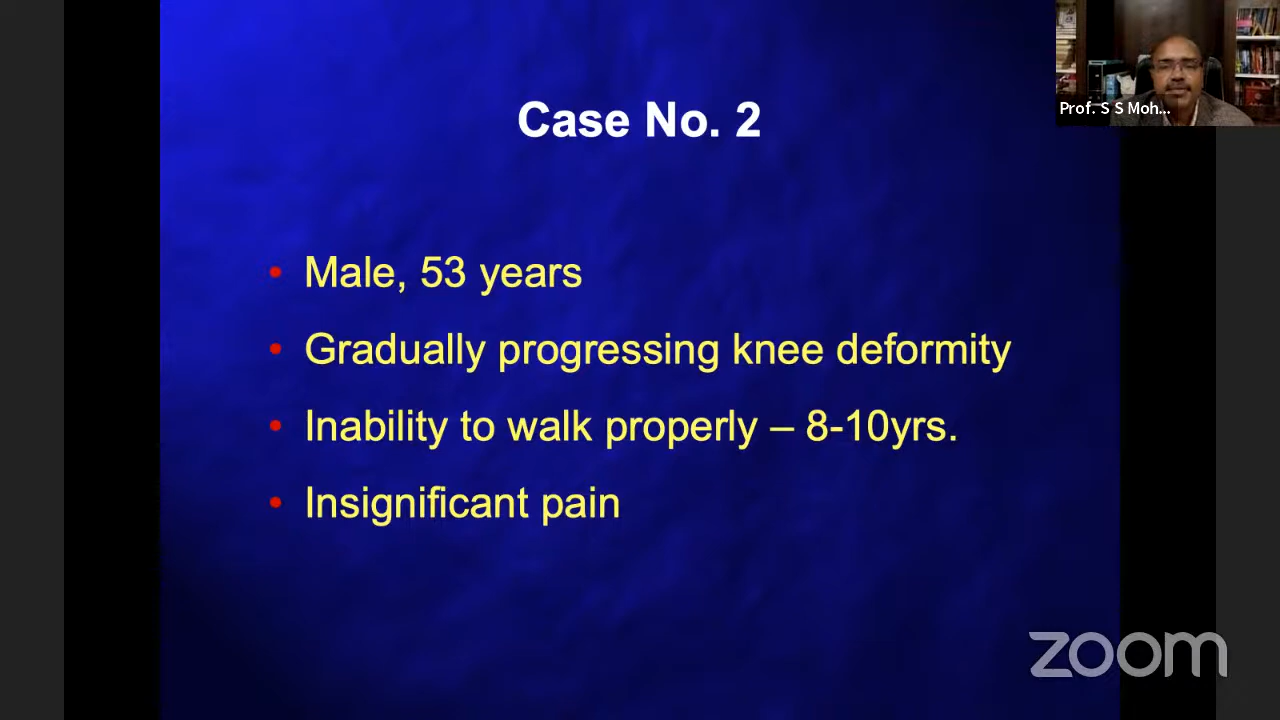 Case No. 2
Prof. S S Moh...
• Male, 53 years
• Gradually progressing knee deformity
• Inability to walk properly – 8-10yrs.
• Insignificant pain
zoom